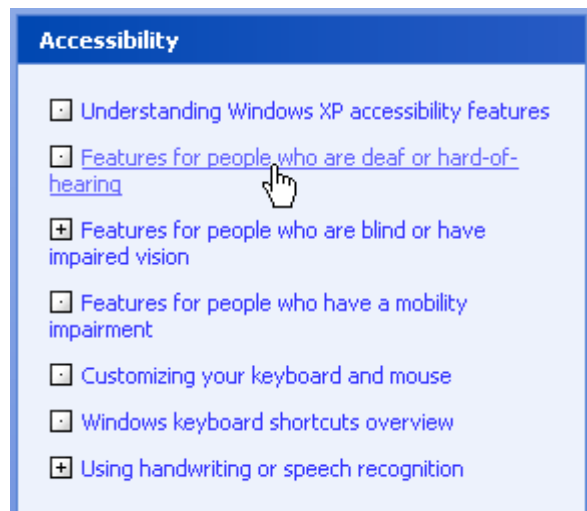 Accessibility
Understanding Windows XP accessibility features
Features for people who are deaf or hard-of-
hearing
Features for people who are blind or have
impaired vision
Features for people who have a mobility
impairment
Customizing your keyboard and mouse
Windows keyboard shortcuts overview
Using handwriting or speech recognition